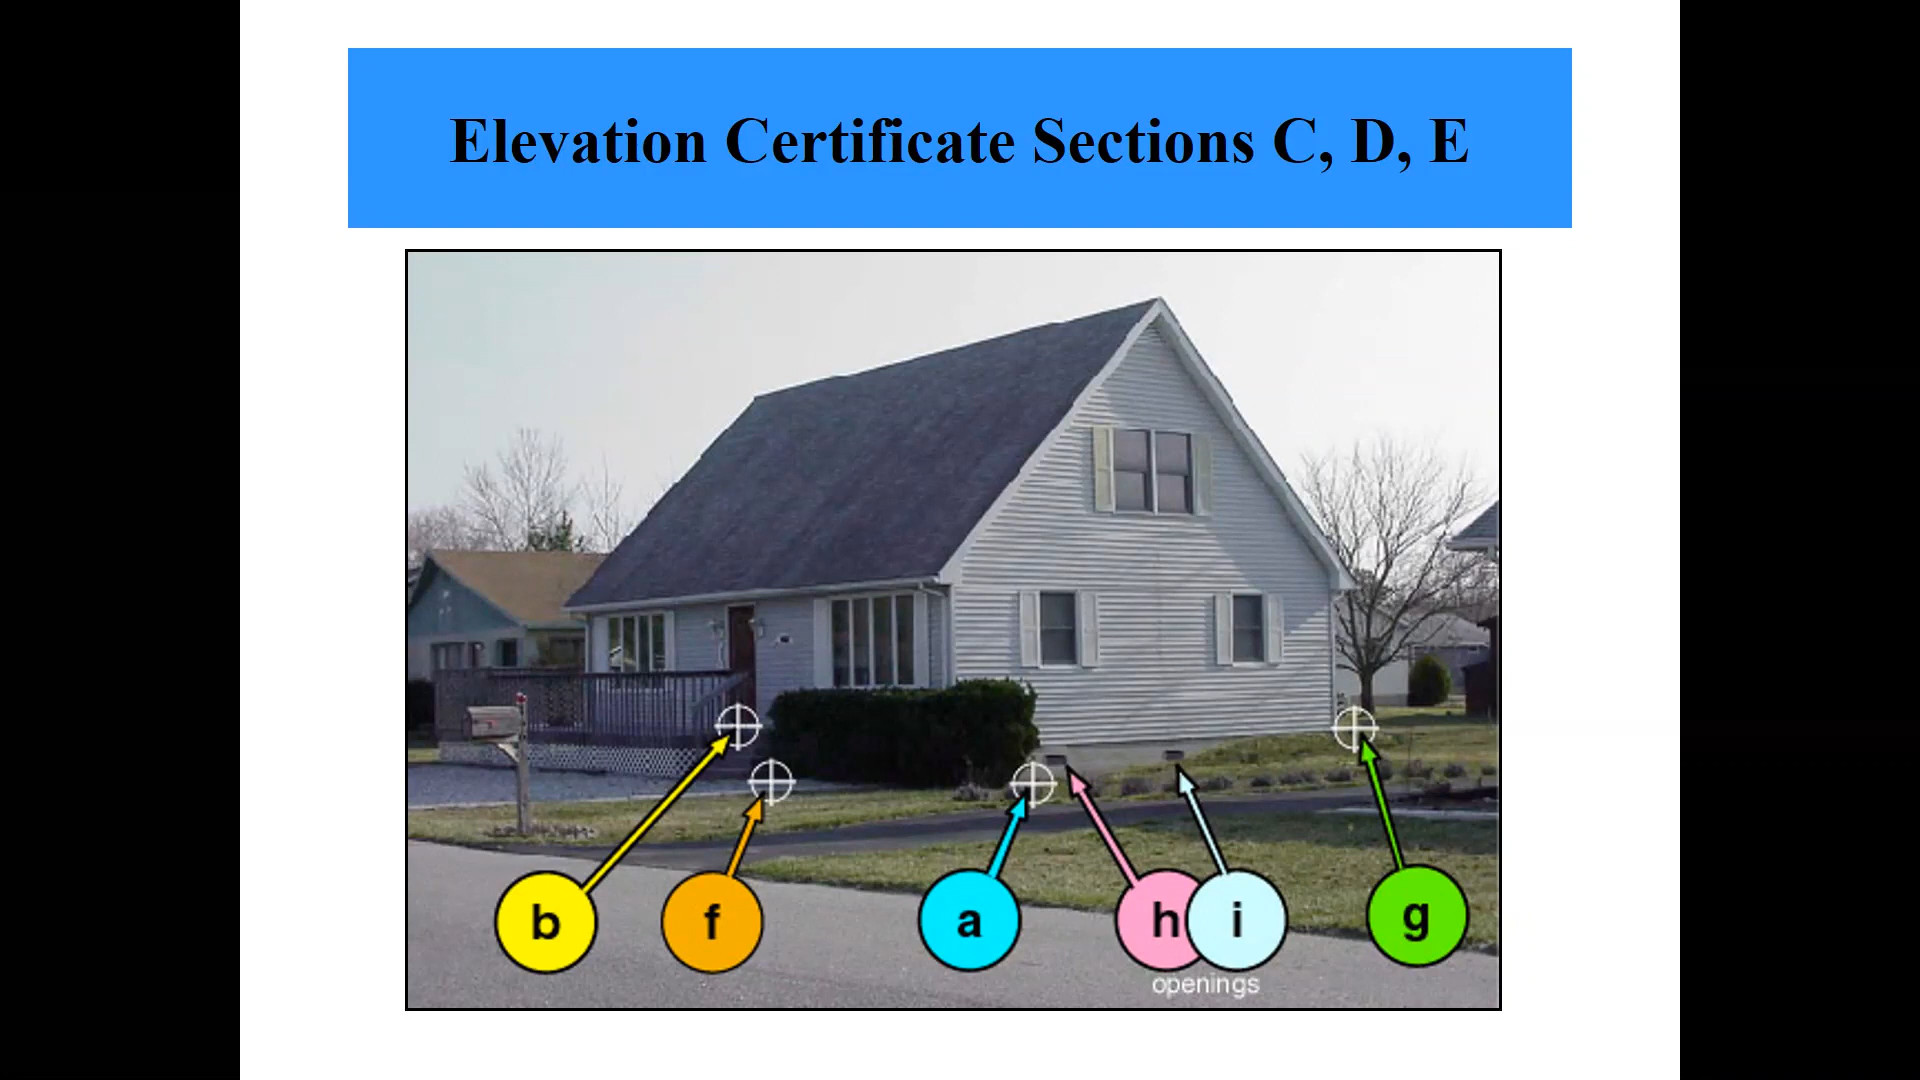 Elevation Certificate Sections C, D, E
b
f
a
h
i
g
openings